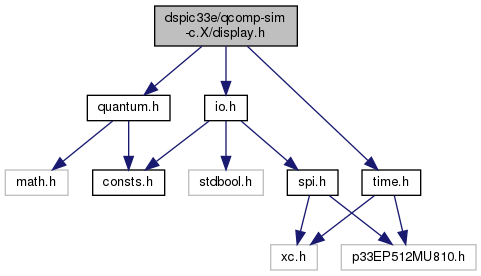 dspic33e/qcomp-sim
-c.X/display.h
quantum.h
io.h
math.h
consts.h
stdbool.h
spi.h
time.h
xc.h
p33EP512MU810.h